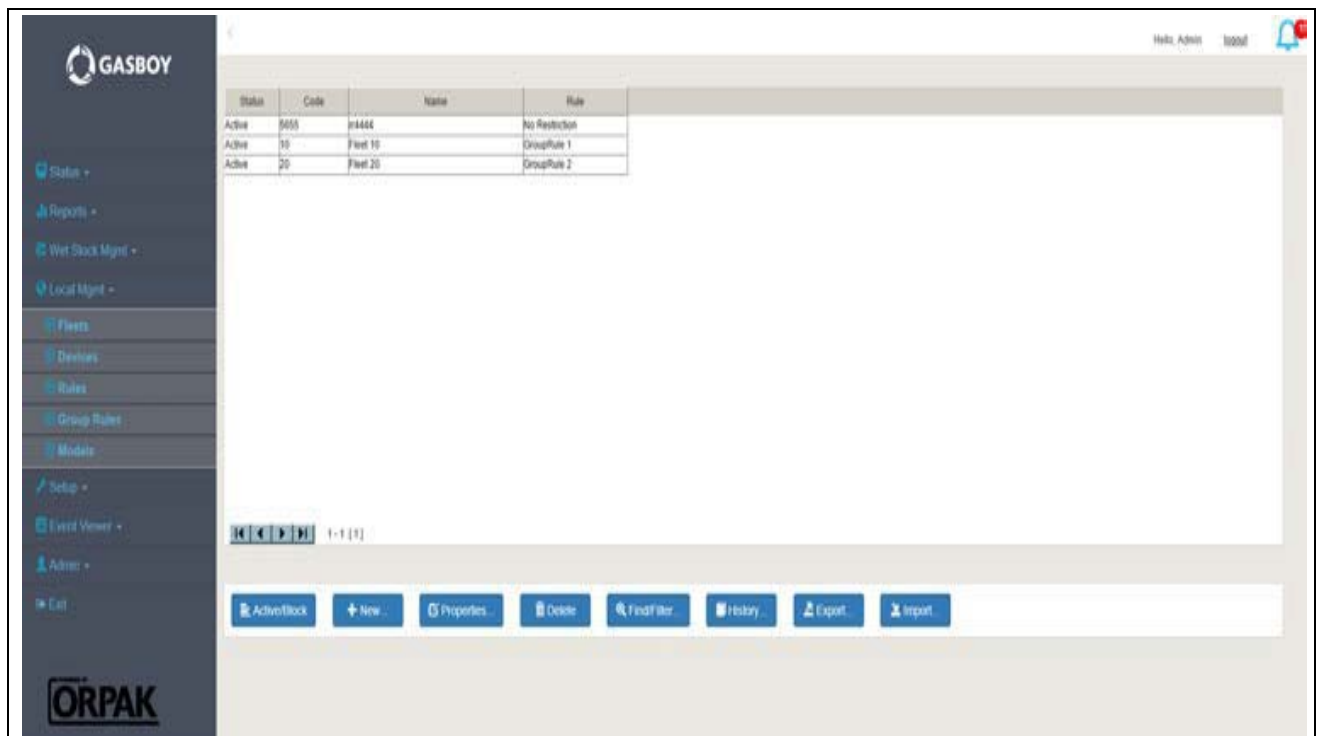 GASBOY
Hello, Admin logout
Status Code Name Rule
Active No Restriction
Active 10 Fleet 10 GroupRule 1
Active 20 Fleet 20 GroupRule 2
Status
Reports
Wet Stock Mgmt
Local Mgmt
Fleets
Devices
Rules
Group Rules
Models
Setup
Event Viewer
Admin
Exit
1-1 [1]
Active/Block New... Properties... Delete Find/Filter... History... Export... Import...
ORPAK